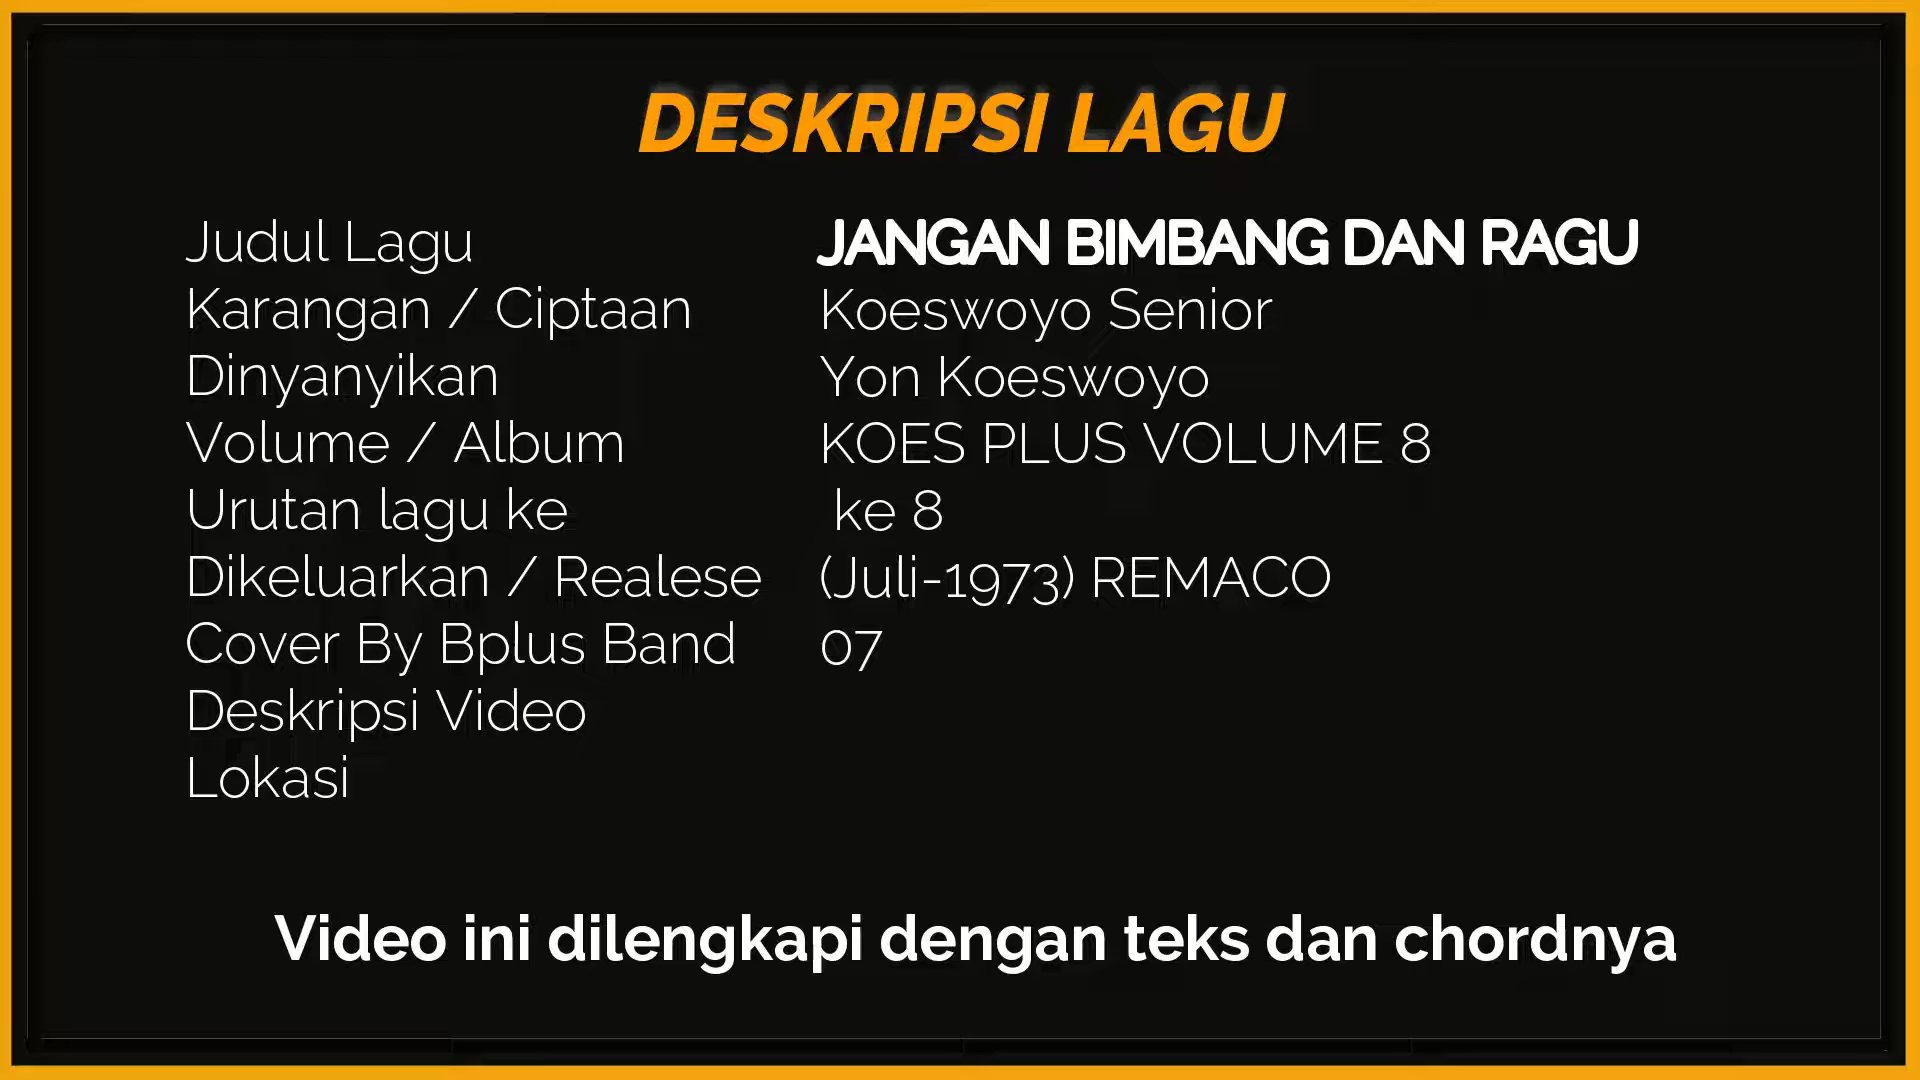 DESKRIPSI LAGU
Judul Lagu JANGAN BIMBANG DAN RAGU
Karangan / Ciptaan Koeswoyo Senior
Dinyanyikan Yon Koeswoyo
Volume / Album KOES PLUS VOLUME 8
Urutan lagu ke ke 8
Dikeluarkan / Realese (Juli-1973) REMACO
Cover By Bplus Band 07
Deskripsi Video
Lokasi
Video ini dilengkapi dengan teks dan chordnya